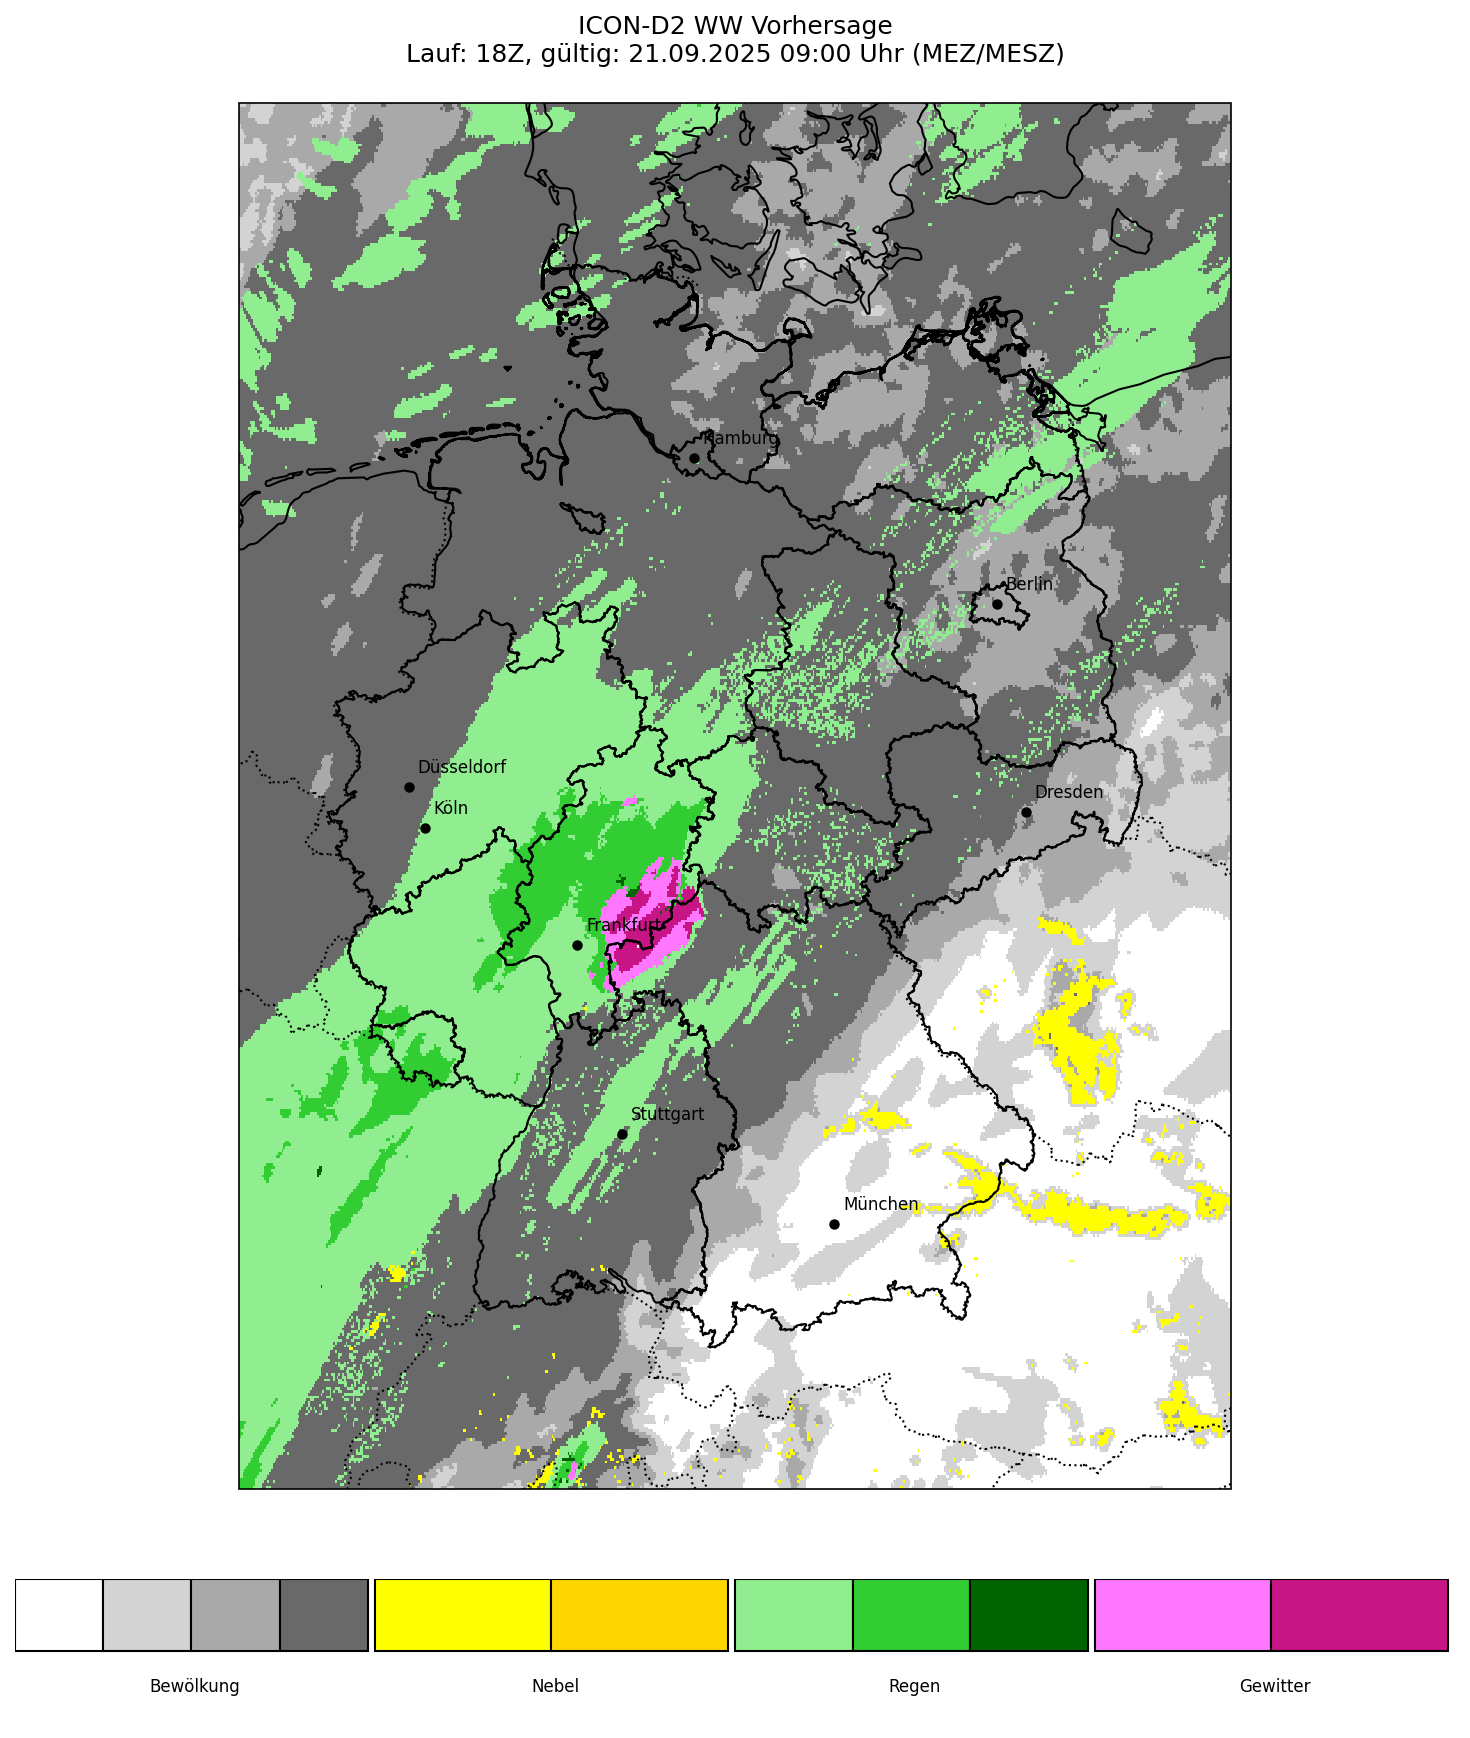 ICON-D2 WW Vorhersage
Lauf: 18Z, gültig: 21.09.2025 09:00 Uhr (MEZ/MESZ)
Hamburg
Berlin
Düsseldorf
Dresden
Köln
Frankfurt
Stuttgart
München
Bewölkung
Nebel
Regen
Gewitter